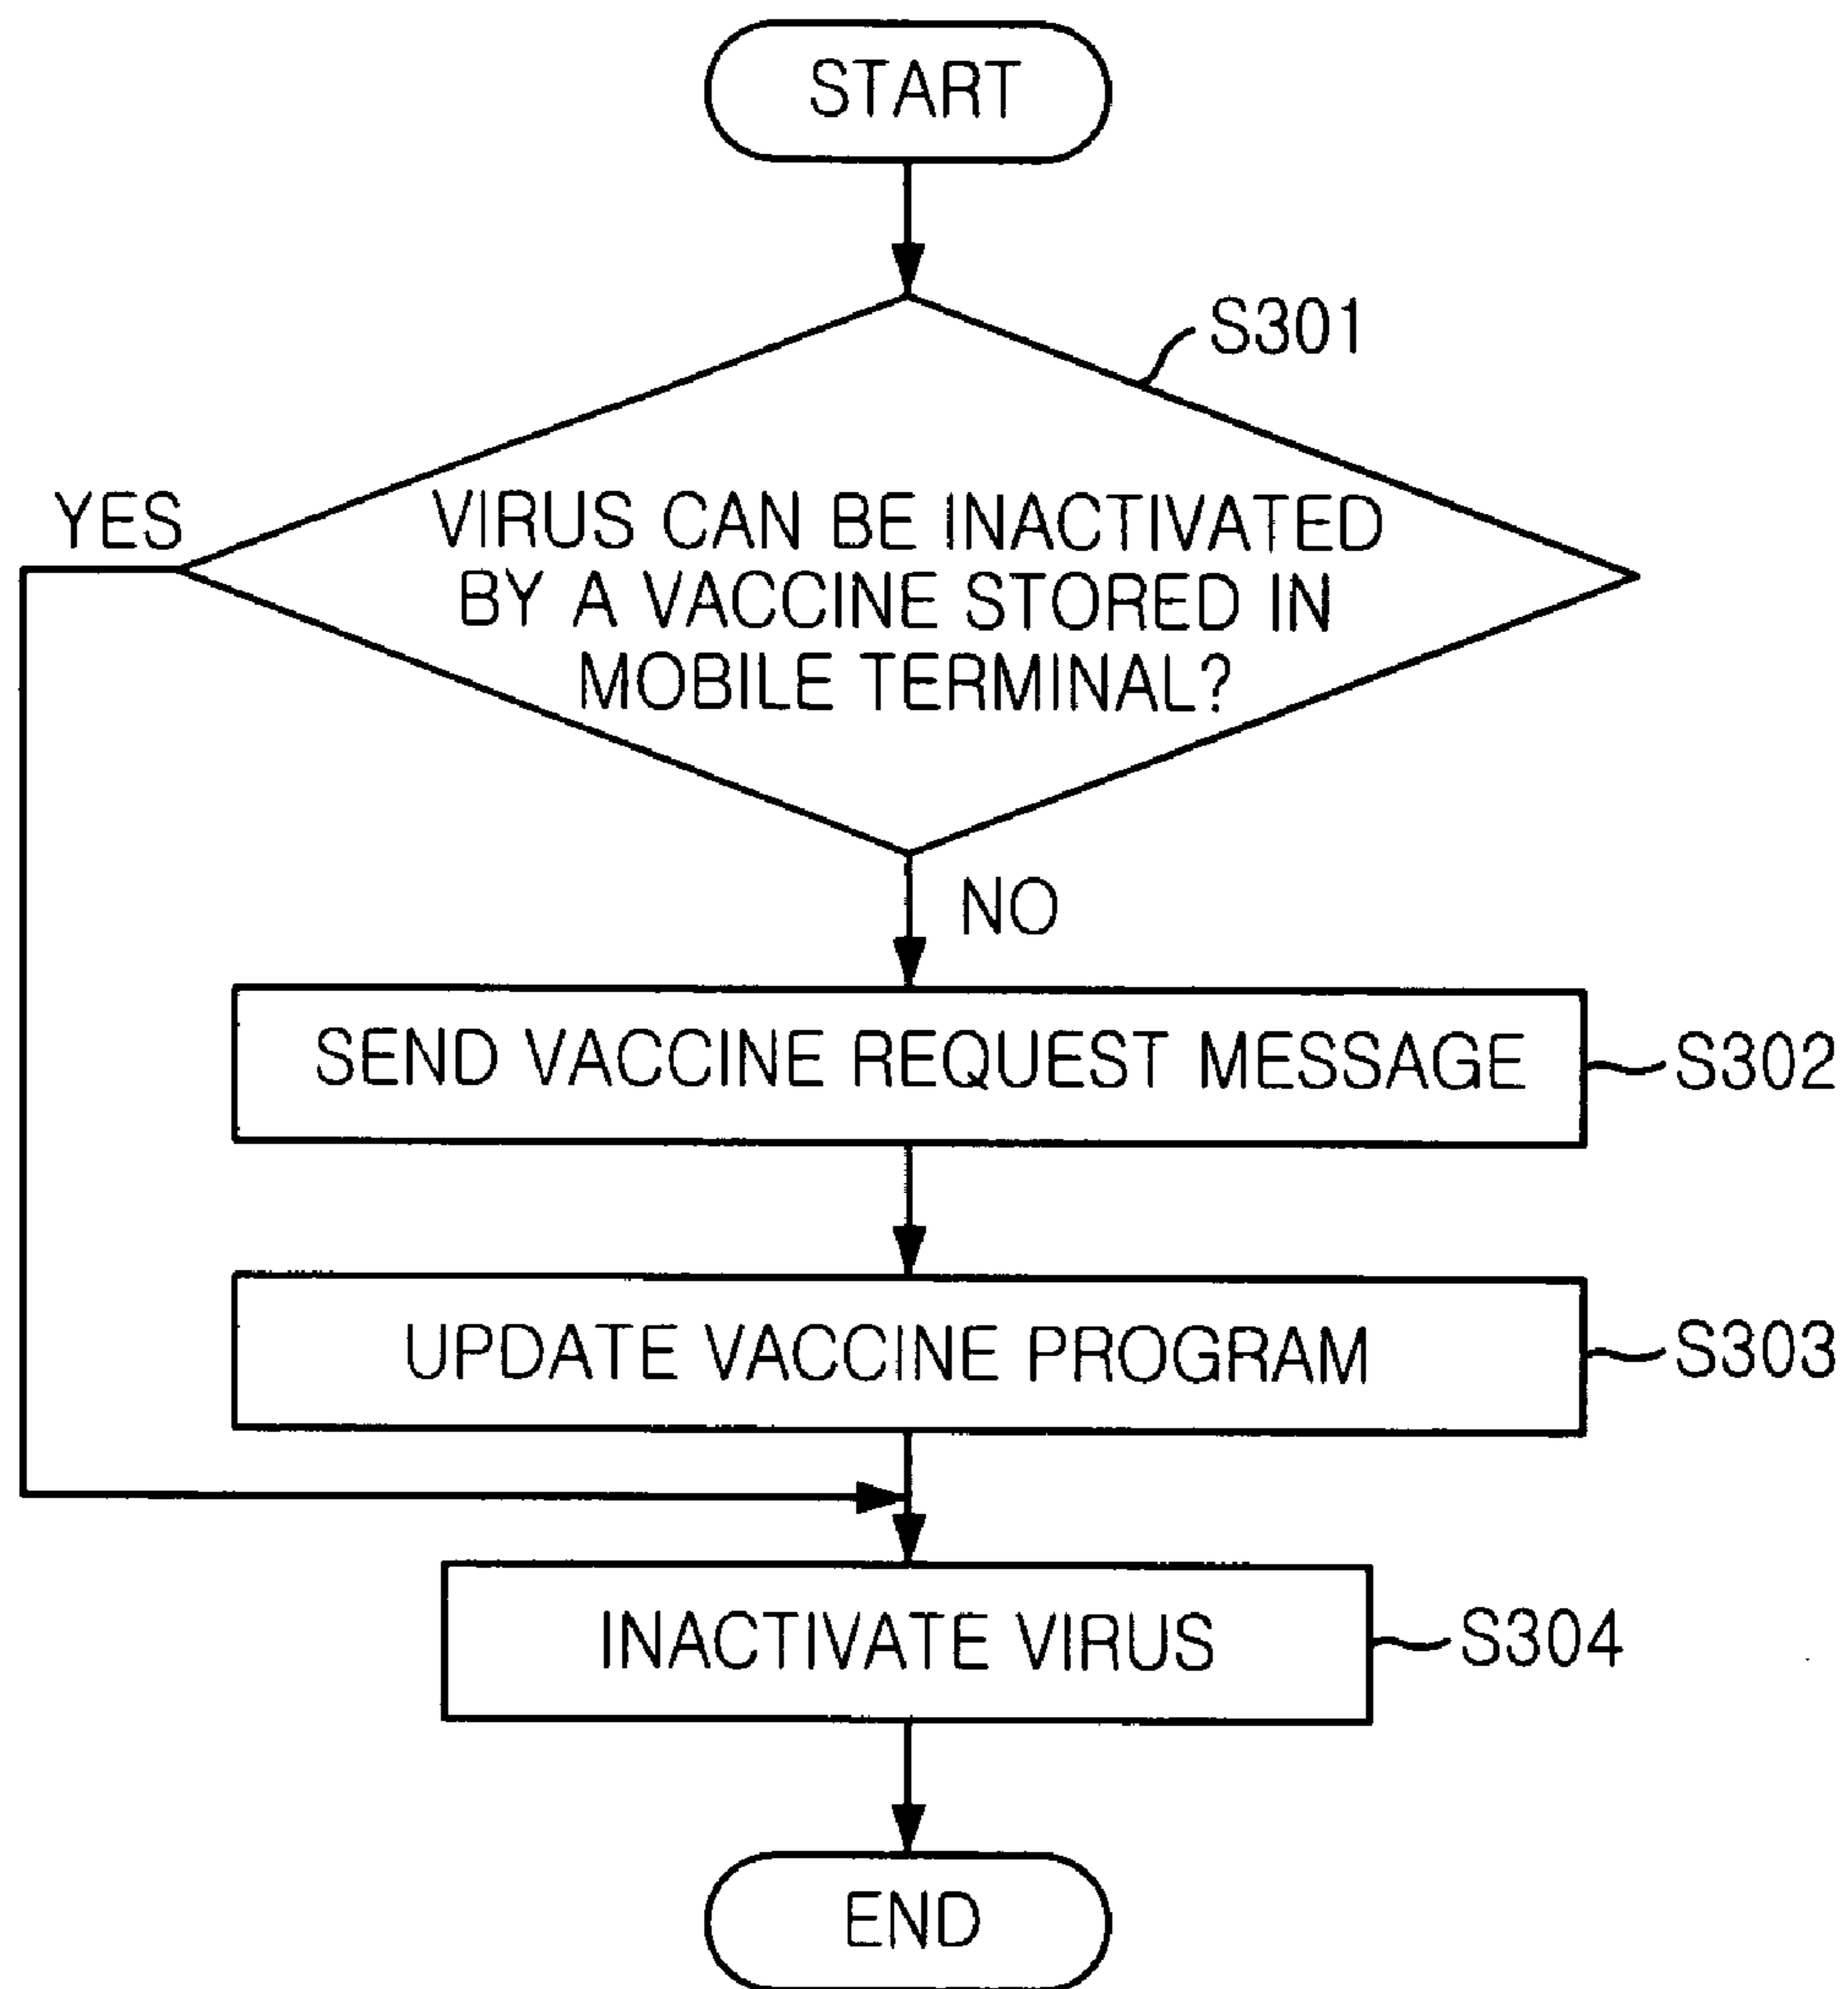 START
S301
YES
VIRUS CAN BE INACTIVATED
BY A VACCINE STORED IN
MOBILE TERMINAL?
NO
SEND VACCINE REQUEST MESSAGE
S302
UPDATE VACCINE PROGRAM
S303
INACTIVATE VIRUS
S304
END